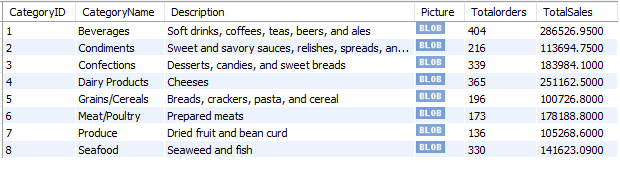 CategoryID CategoryName Description Picture Totalorders TotalSales
1 Beverages Soft drinks, coffees, teas, beers, and ales BLOB 404 286526.9500
2 Condiments Sweet and savory sauces, relishes, spreads, an... BLOB 216 113694.7500
3 Confections Desserts, candies, and sweet breads BLOB 339 183984.1000
4 Dairy Products Cheeses BLOB 365 251162.5000
5 Grains/Cereals Breads, crackers, pasta, and cereal BLOB 196 100726.8000
6 Meat/Poultry Prepared meats BLOB 173 178188.8000
7 Produce Dried fruit and bean curd BLOB 136 105268.6000
8 Seafood Seaweed and fish BLOB 330 141623.0900